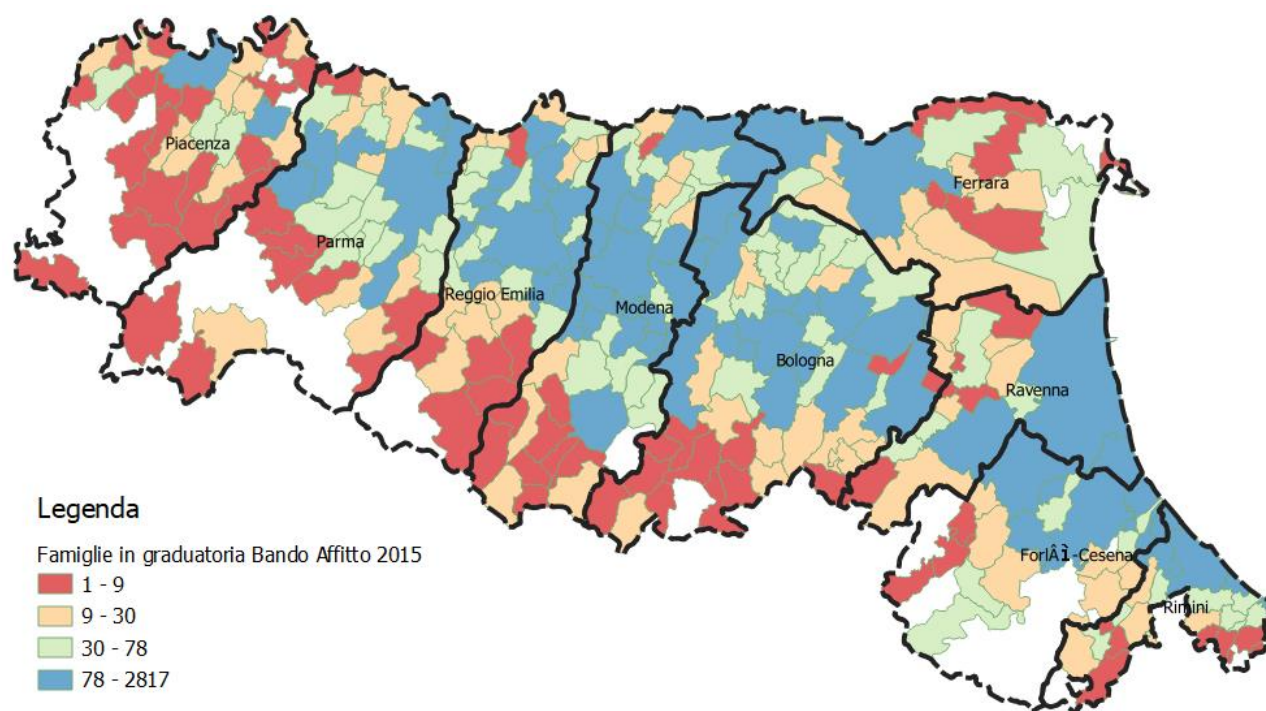 Piacenza
Parma
Reggio Emilia
Modena
Bologna
Ferrara
Ravenna
ForlÂì-Cesena
Rimini
Legenda
Famiglie in graduatoria Bando Affitto 2015
1 - 9
9 - 30
30 - 78
78 - 2817